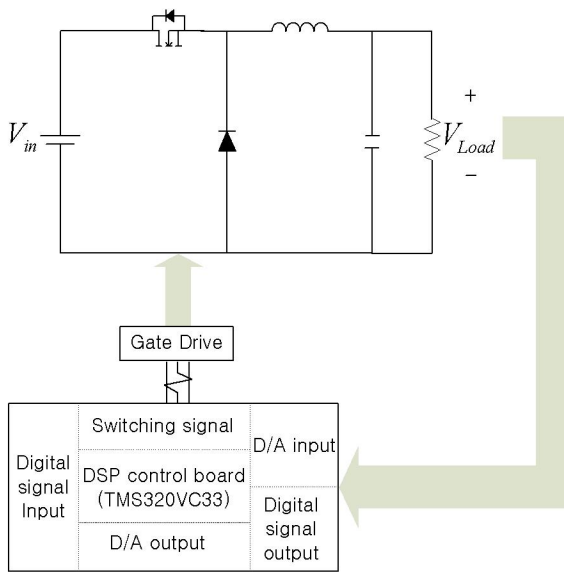 V_in
+
V_Load
−
Gate Drive
Switching signal
D/A input
Digital
signal
Input
DSP control board
(TMS320VC33)
Digital
signal
output
D/A output